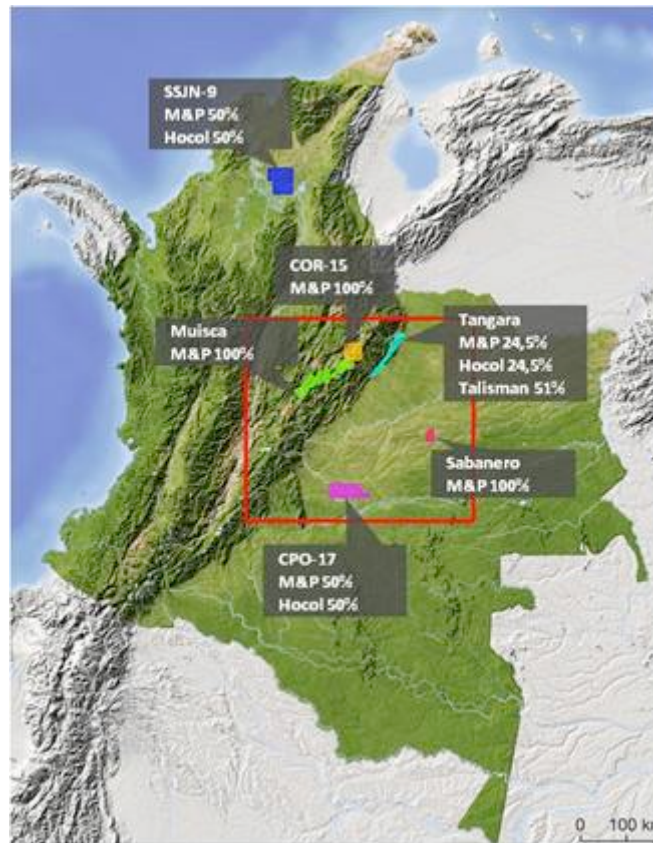 SSJN-9
M&P 50%
Hocol 50%
COR-15
M&P 100%
Muisca
M&P 100%
Tangara
M&P 24,5%
Hocol 24,5%
Talisman 51%
Sabanero
M&P 100%
CPO-17
M&P 50%
Hocol 50%
0 100 km